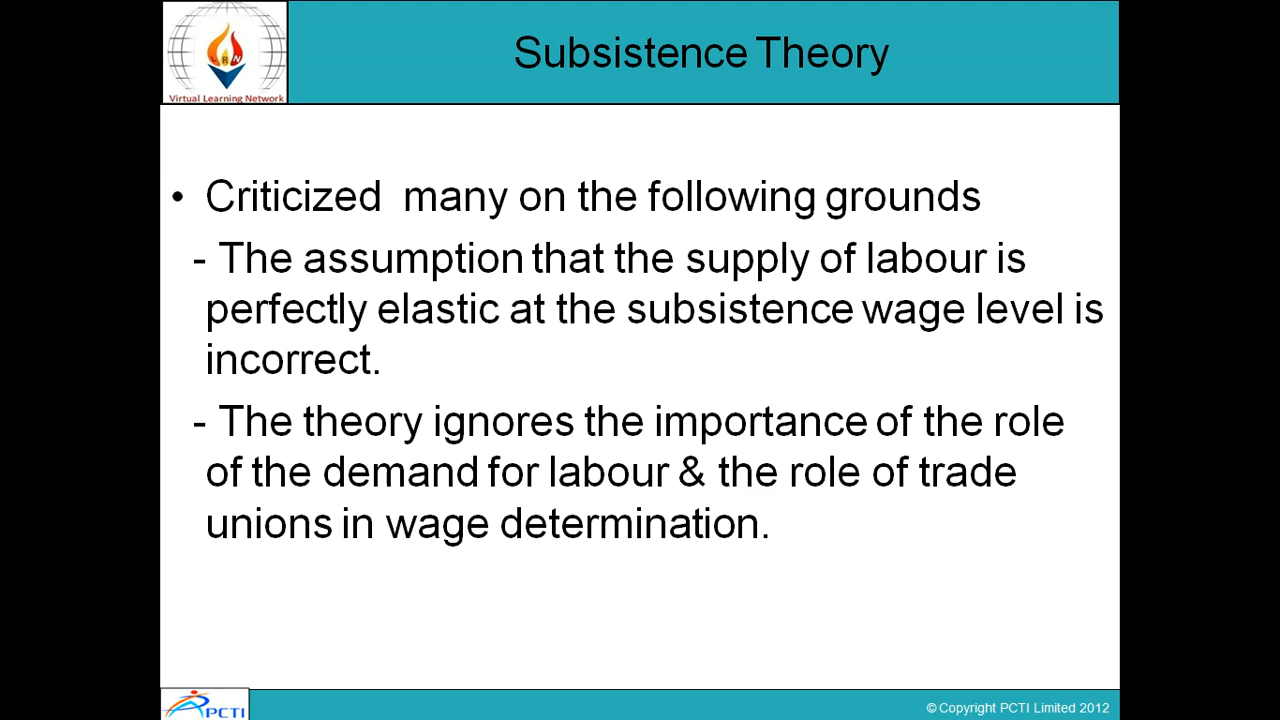 Subsistence Theory
LRN
Virtual Learning Network
• Criticized many on the following grounds
- The assumption that the supply of labour is
perfectly elastic at the subsistence wage level is
incorrect.
- The theory ignores the importance of the role
of the demand for labour & the role of trade
unions in wage determination.
PCTI
© Copyright PCTI Limited 2012